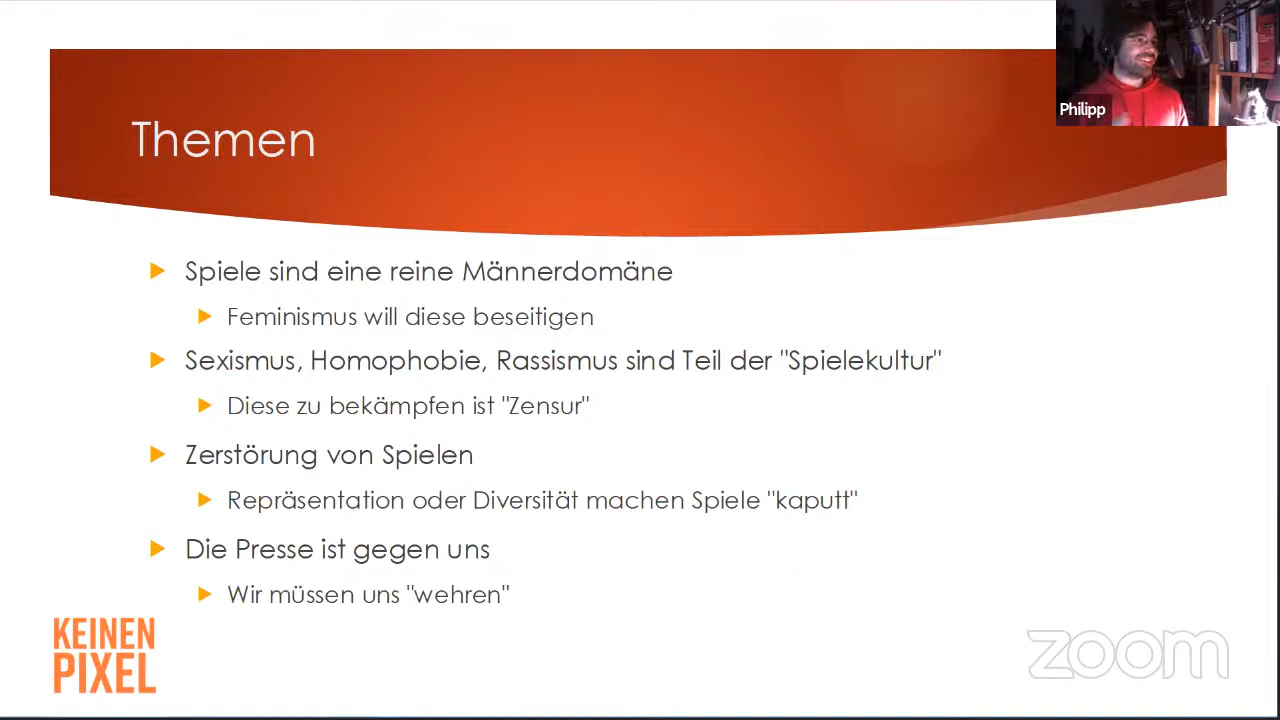 Philipp
Themen
Spiele sind eine reine Männerdomäne
Feminismus will diese beseitigen
Sexismus, Homophobie, Rassismus sind Teil der "Spielekultur"
Diese zu bekämpfen ist "Zensur"
Zerstörung von Spielen
Repräsentation oder Diversität machen Spiele "kaputt"
Die Presse ist gegen uns
Wir müssen uns "wehren"
KEINEN
PIXEL
zoom